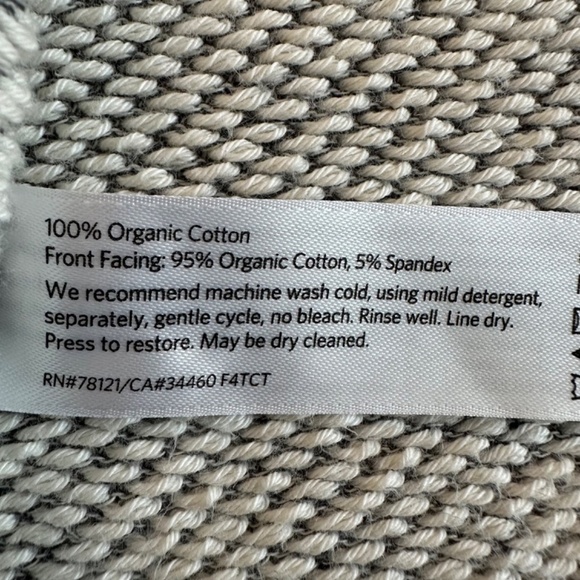 100% Organic Cotton
Front Facing: 95% Organic Cotton, 5% Spandex
We recommend machine wash cold, using mild detergent,
separately, gentle cycle, no bleach. Rinse well. Line dry.
Press to restore. May be dry cleaned.
RN#78121/CA#34460 F4TCT